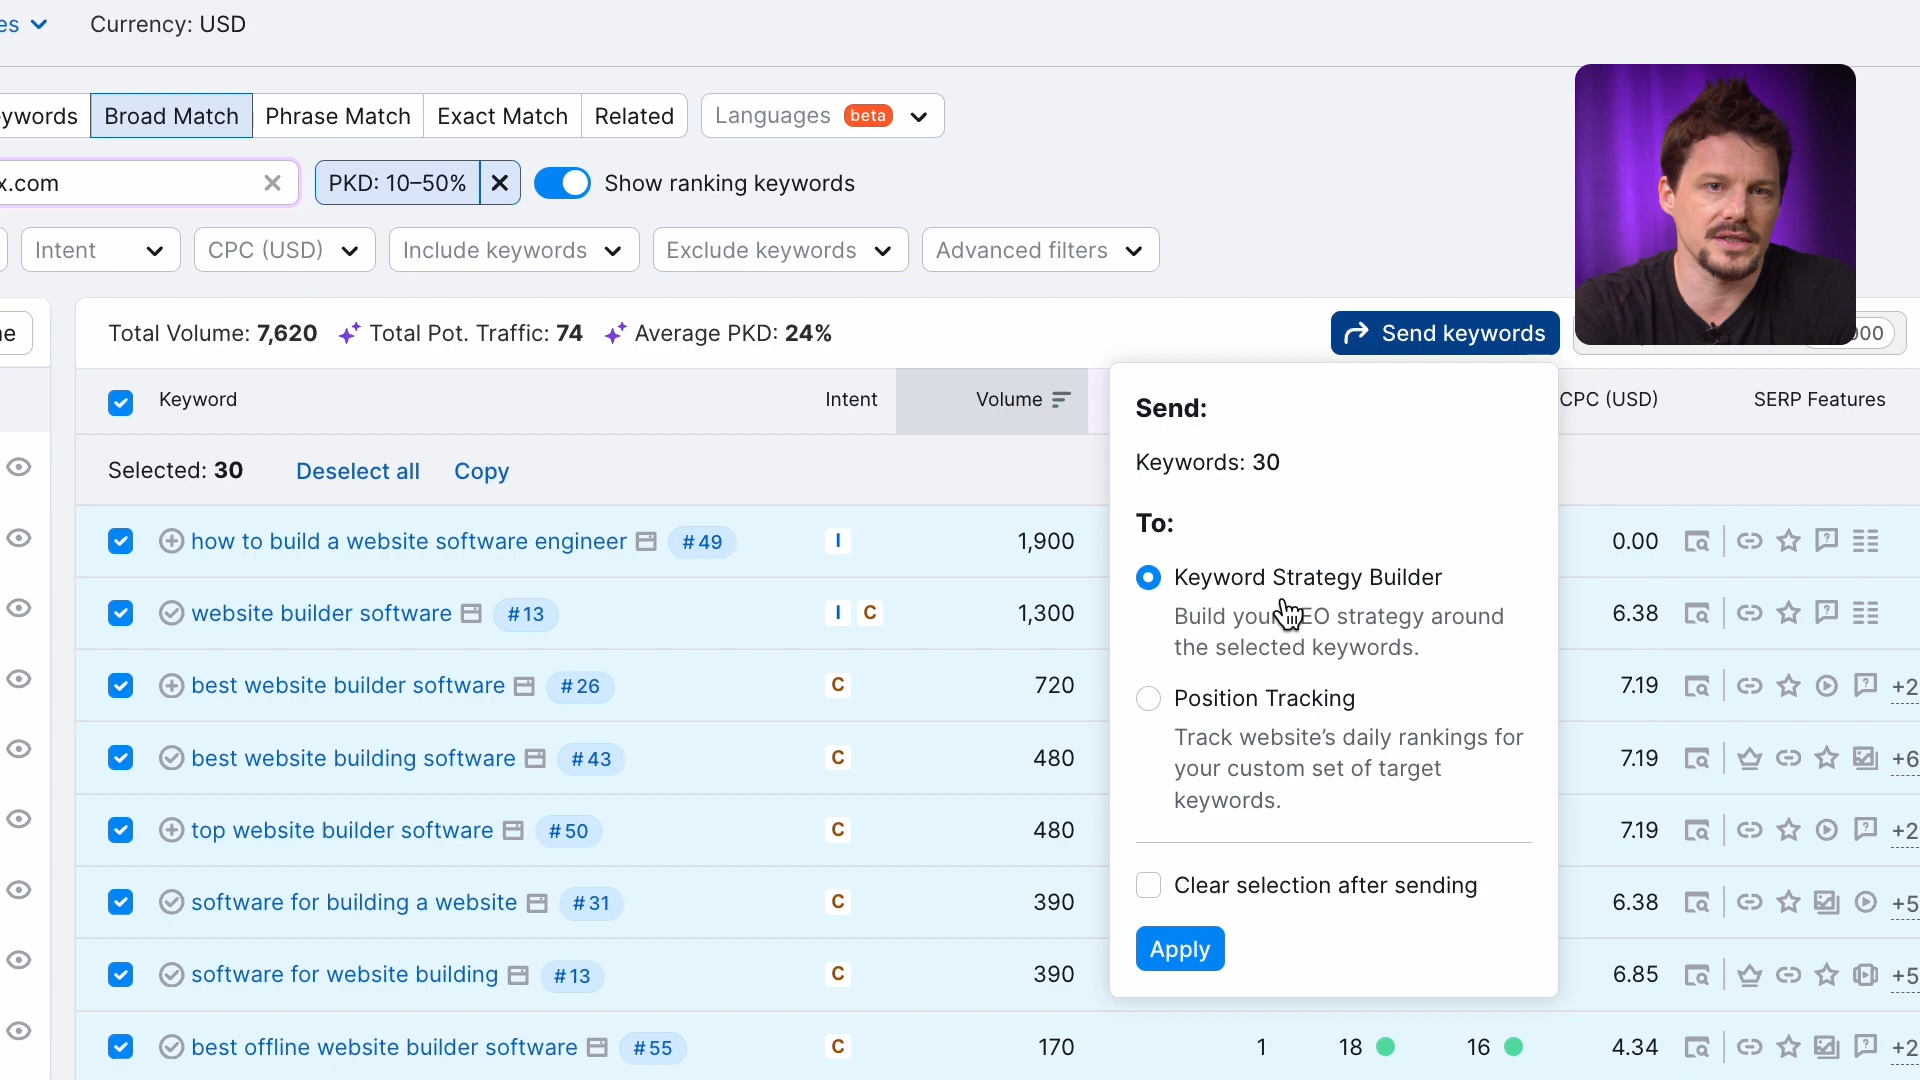 es Currency: USD
ywords Broad Match Phrase Match Exact Match Related Languages beta
x.com PKD: 10–50% Show ranking keywords
Intent CPC (USD) Include keywords Exclude keywords Advanced filters
Total Volume: 7,620 Total Pot. Traffic: 74 Average PKD: 24% Send keywords
Keyword Intent Volume CPC (USD) SERP Features
Selected: 30 Deselect all Copy
how to build a website software engineer #49 I 1,900 0.00
website builder software #13 I C 1,300 6.38
best website builder software #26 C 720 7.19 +2
best website building software #43 C 480 7.19 +6
top website builder software #50 C 480 7.19 +2
software for building a website #31 C 390 6.38 +5
software for website building #13 C 390 6.85 +5
best offline website builder software #55 C 170 1 18 16 4.34 +2
Send:
Keywords: 30
To:
Keyword Strategy Builder
Build your SEO strategy around
the selected keywords.
Position Tracking
Track website's daily rankings for
your custom set of target
keywords.
Clear selection after sending
Apply